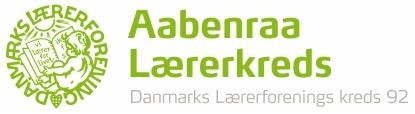 DANMARKS LÆRERFORENING
VI
Lærer
for
livet
Aabenraa
Lærerkreds
Danmarks Lærerforenings kreds 92